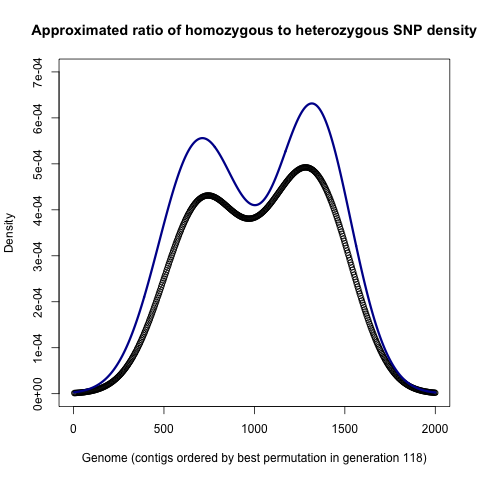 Approximated ratio of homozygous to heterozygous SNP density
7e-04
6e-04
5e-04
4e-04
3e-04
2e-04
1e-04
0e+00
Density
0 500 1000 1500 2000
Genome (contigs ordered by best permutation in generation 118)